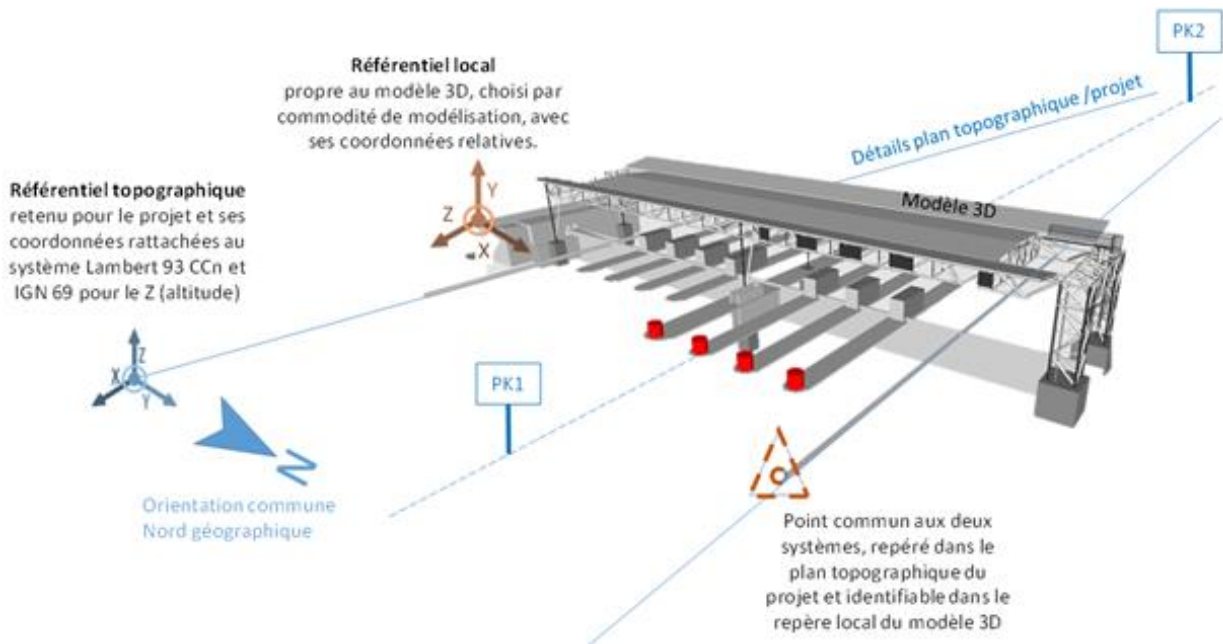 PK2
Référentiel local
propre au modèle 3D, choisi par
commodité de modélisation, avec
ses coordonnées relatives.
Détails plan topographique /projet
Référentiel topographique
retenu pour le projet et ses
coordonnées rattachées au
système Lambert 93 CCn et
IGN 69 pour le Z (altitude)
Y
Z
X
Modèle 3D
Z
X
Y
PK1
N
Orientation commune
Nord géographique
Point commun aux deux
systèmes, repéré dans le
plan topographique du
projet et identifiable dans le
repère local du modèle 3D